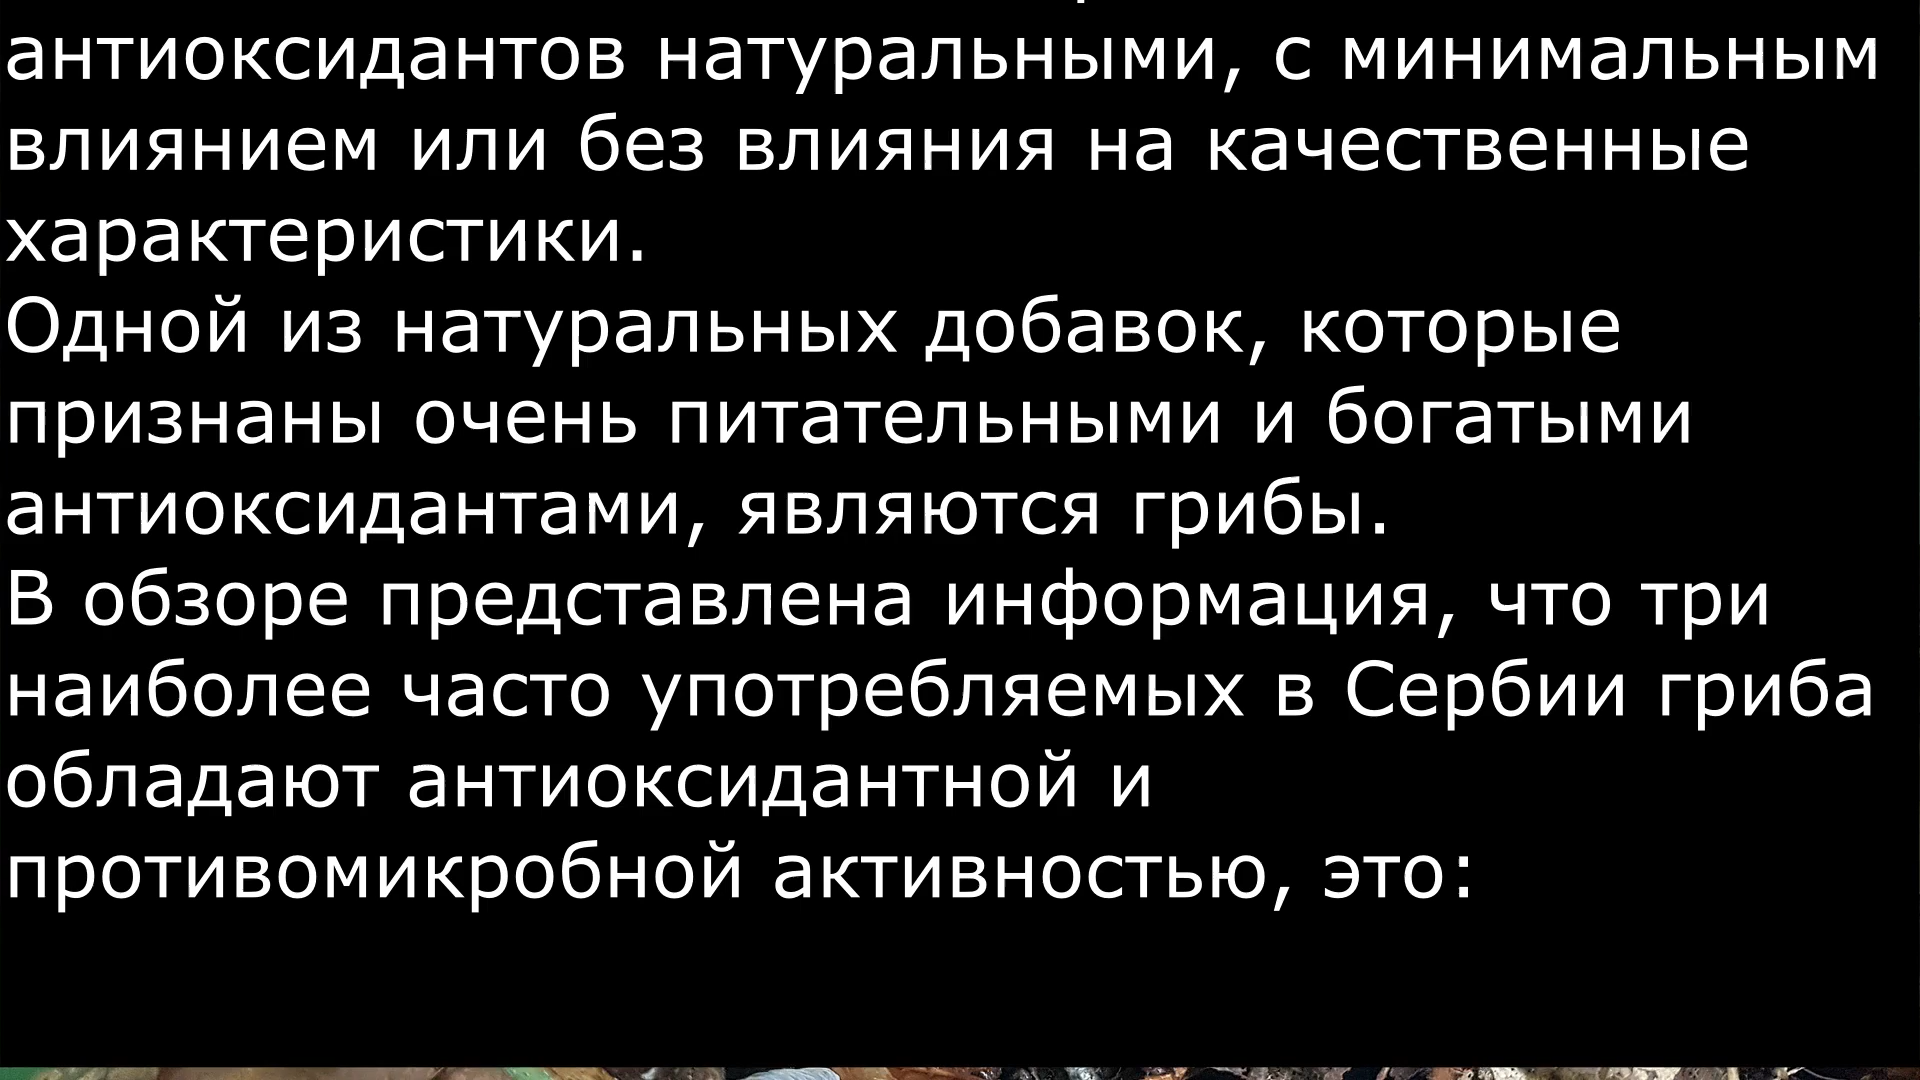 антиоксидантов натуральными, с минимальным
влиянием или без влияния на качественные
характеристики.
Одной из натуральных добавок, которые
признаны очень питательными и богатыми
антиоксидантами, являются грибы.
В обзоре представлена информация, что три
наиболее часто употребляемых в Сербии гриба
обладают антиоксидантной и
противомикробной активностью, это: